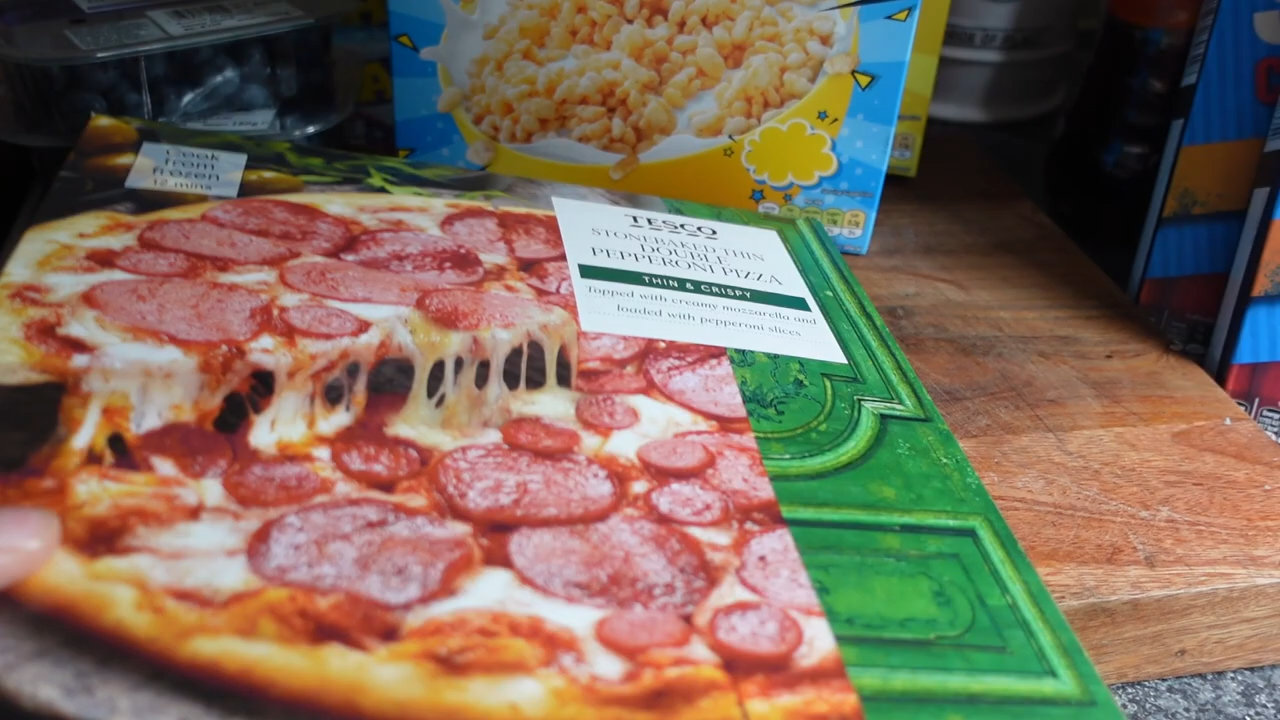 Cook
from
frozen
12 mins
TESCO
STONEBAKED THIN
DOUBLE
PEPPERONI PIZZA
THIN & CRISPY
Topped with creamy mozzarella and
loaded with pepperoni slices